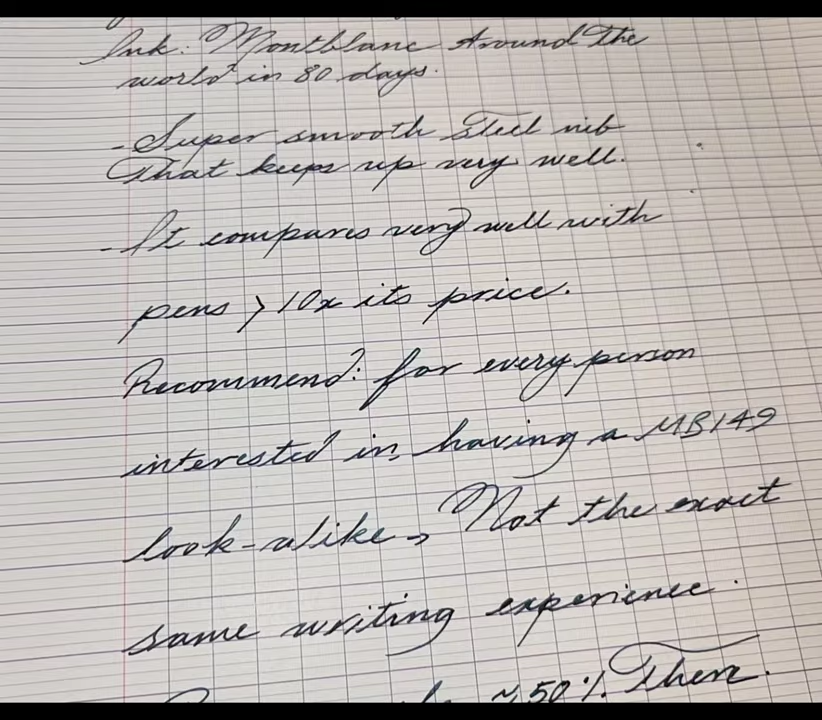 Ink: Montblanc Around the
world in 80 days.
- Super smooth steel nib
That keeps up very well.
- It compares very well with
pens > 10x its price.
Recommend: for every person
interested in having a MB149
look-alike → Not the exact
same writing experience.
~ 50 % There.